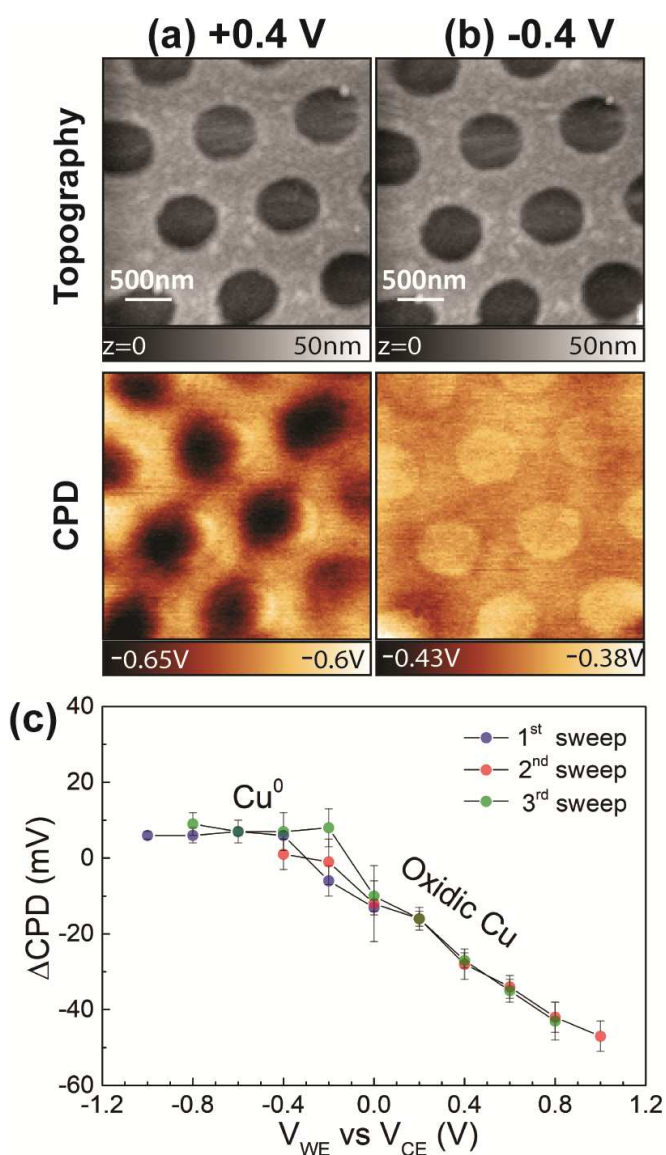 (a) +0.4 V (b) -0.4 V
Topography
500nm 500nm
z=0 50nm z=0 50nm
CPD
−0.65V −0.6V −0.43V −0.38V
(c)
1st sweep
2nd sweep
3rd sweep
Cu⁰
Oxidic Cu
ΔCPD (mV)
40
20
0
-20
-40
-60
-1.2 -0.8 -0.4 0.0 0.4 0.8 1.2
V_WE vs V_CE (V)